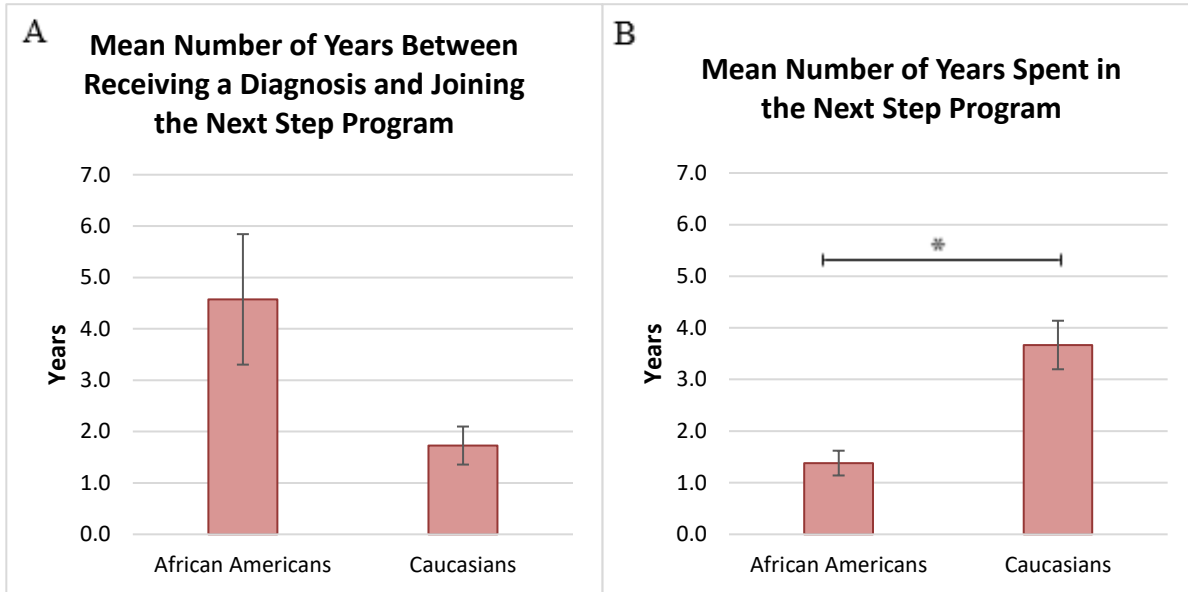 A
Mean Number of Years Between
Receiving a Diagnosis and Joining
the Next Step Program
7.0
6.0
5.0
4.0
3.0
2.0
1.0
0.0
Years
African Americans
Caucasians
B
Mean Number of Years Spent in
the Next Step Program
7.0
6.0
5.0
4.0
3.0
2.0
1.0
0.0
Years
*
African Americans
Caucasians